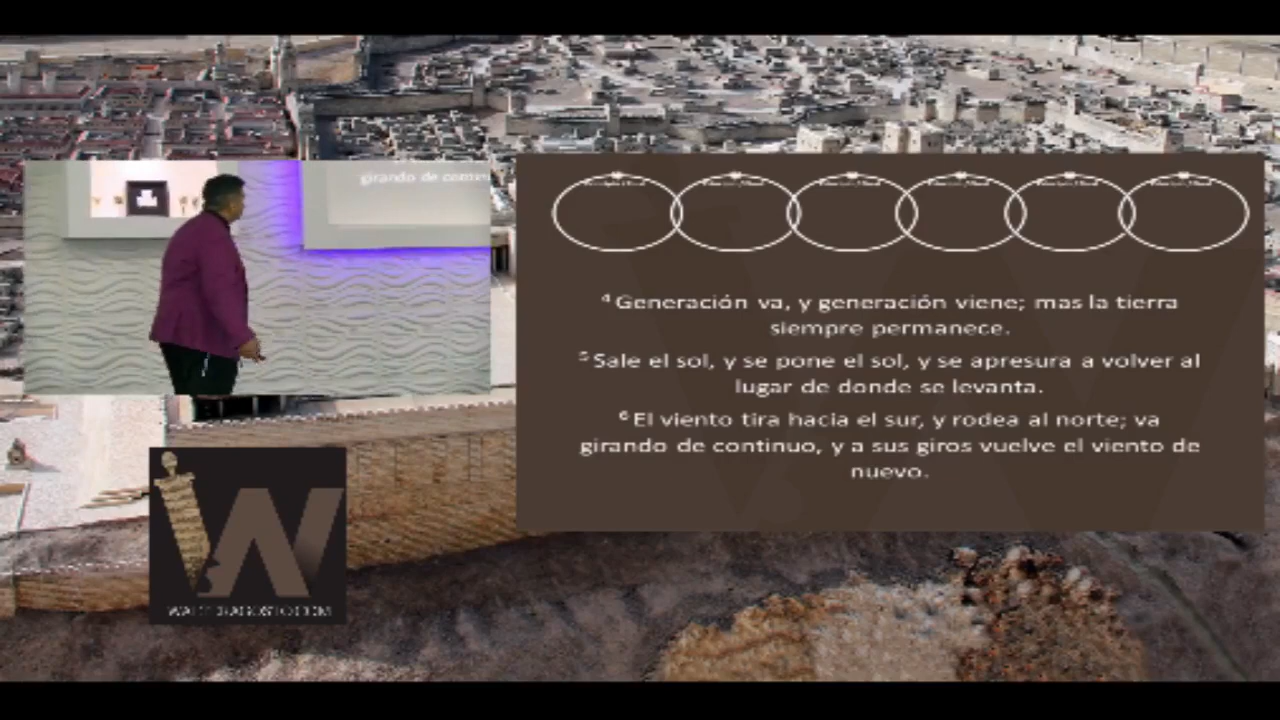 girando de
⁴ Generación va, y generación viene; mas la tierra
siempre permanece.
⁵ Sale el sol, y se pone el sol, y se apresura a volver al
lugar de donde se levanta.
⁶ El viento tira hacia el sur, y rodea al norte; va
girando de continuo, y a sus giros vuelve el viento de
nuevo.
W